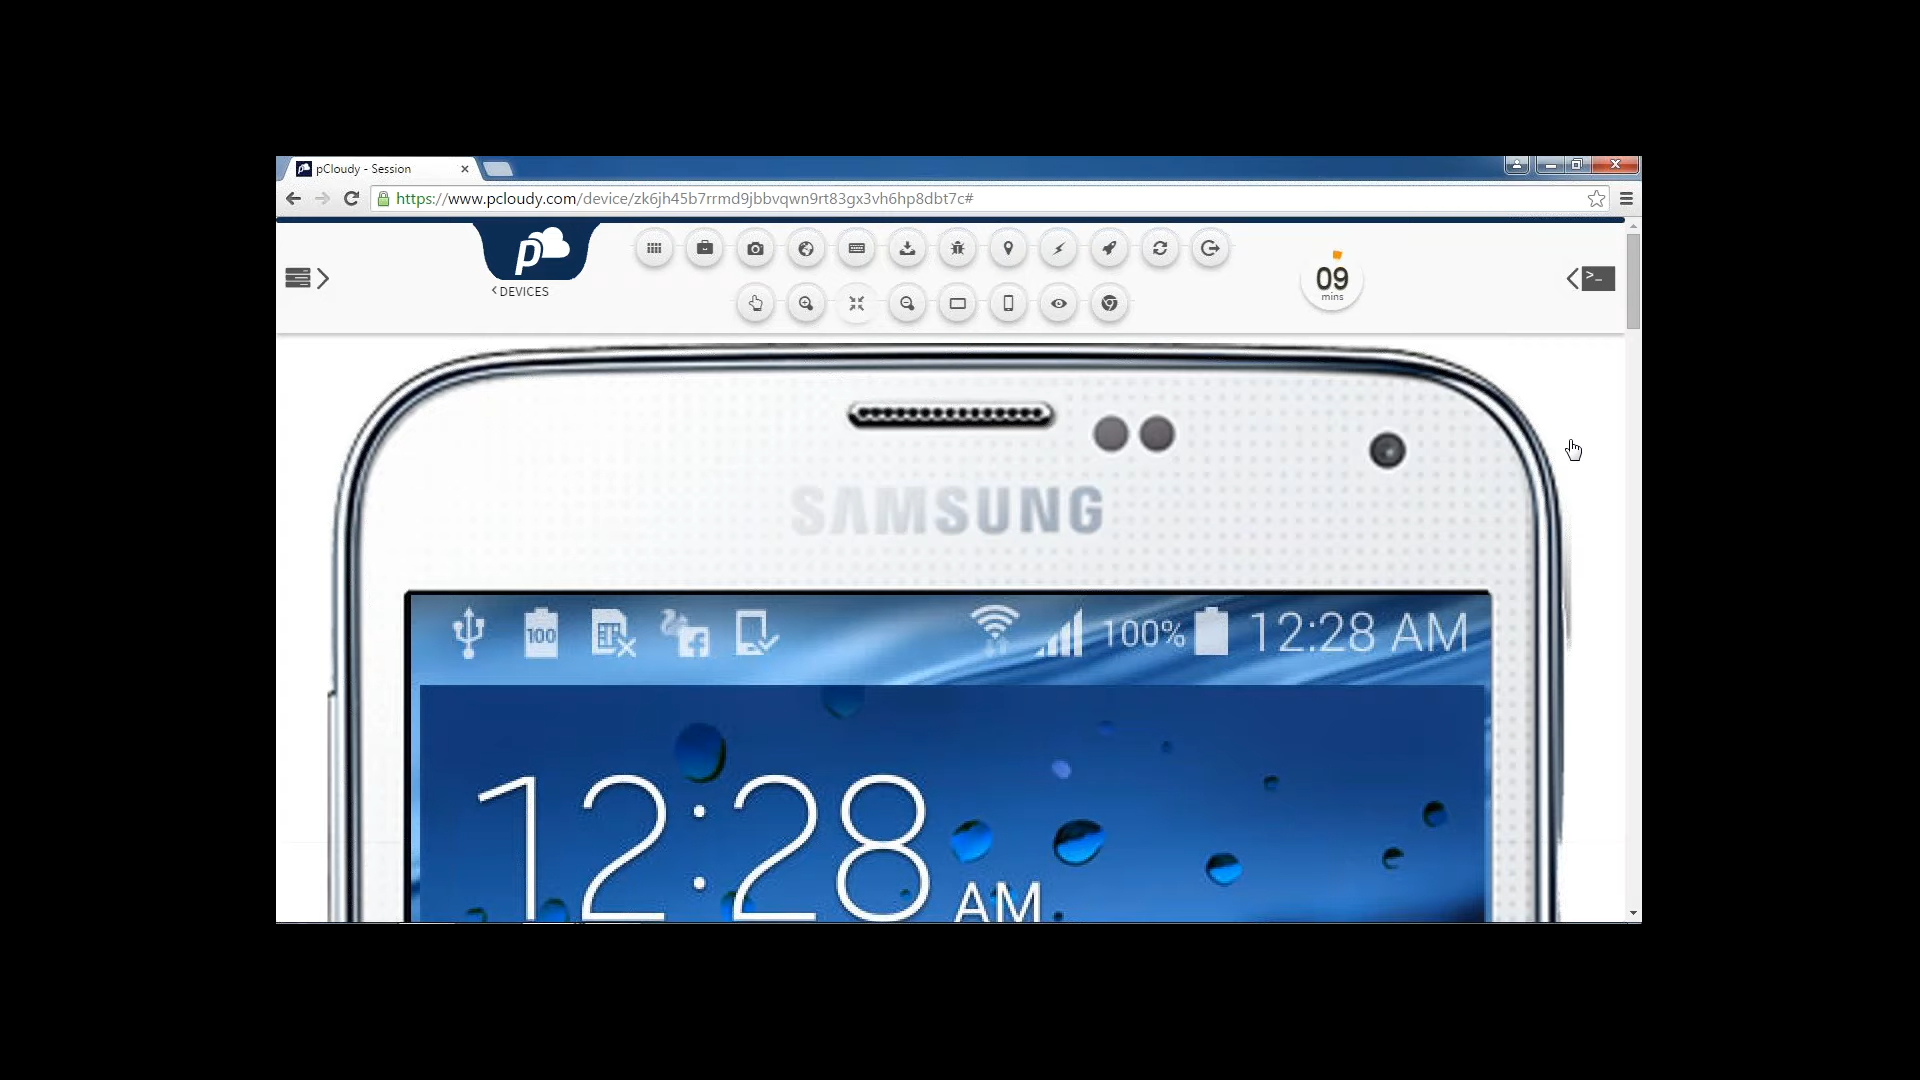 pCloudy - Session
https://www.pcloudy.com/device/zk6jh45b7rrmd9jbbvqwn9rt83gx3vh6hp8dbt7c#
p
DEVICES
09
mins
SAMSUNG
100
100%
12:28 AM
12:28 AM